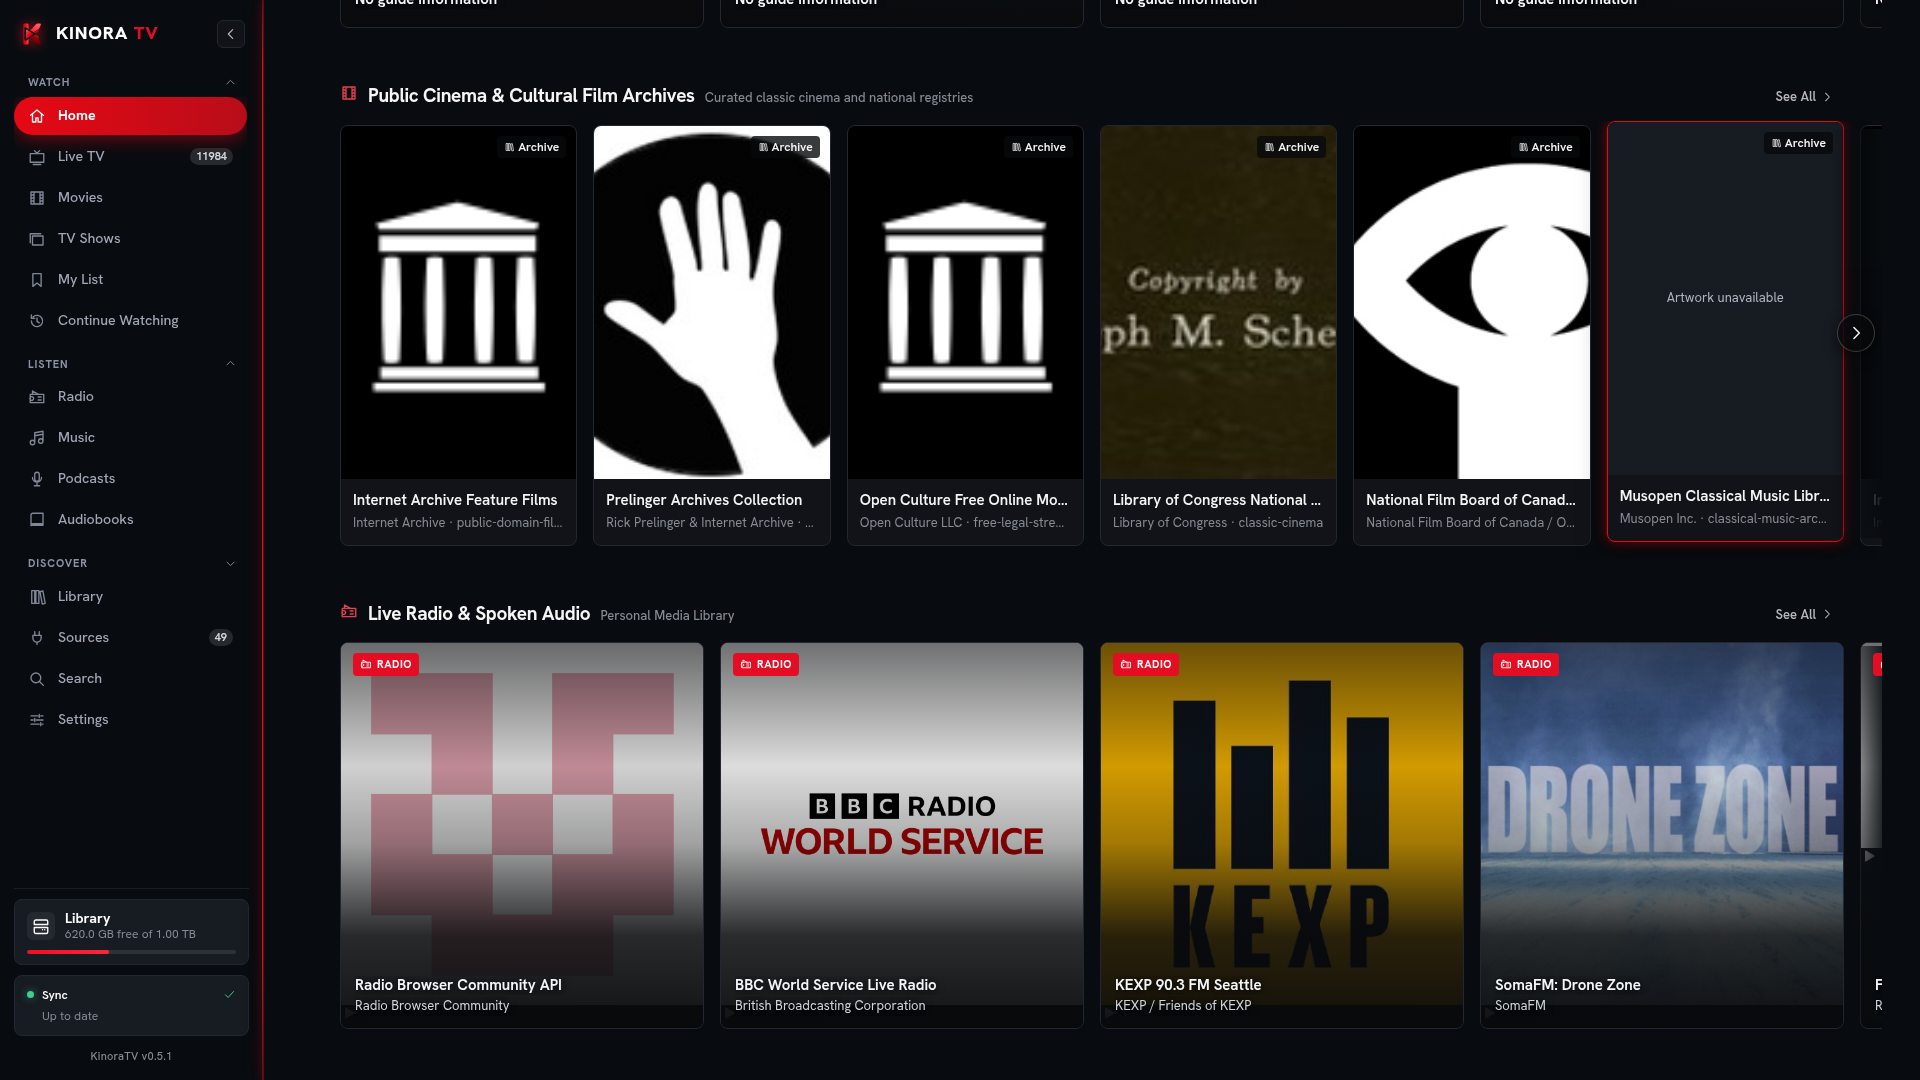 KINORA TV
WATCH
Home
Live TV
11984
Movies
TV Shows
My List
Continue Watching
LISTEN
Radio
Music
Podcasts
Audiobooks
DISCOVER
Library
Sources
49
Search
Settings
Library
620.0 GB free of 1.00 TB
Sync
Up to date
KinoraTV v0.5.1
No guide information
No guide information
No guide information
No guide information
Public Cinema & Cultural Film Archives
Curated classic cinema and national registries
See All
Archive
Internet Archive Feature Films
Internet Archive · public-domain-fil...
Archive
Prelinger Archives Collection
Rick Prelinger & Internet Archive · ...
Archive
Open Culture Free Online Mo...
Open Culture LLC · free-legal-stre...
Archive
Copyright by
ph M. Sche
Library of Congress National ...
Library of Congress · classic-cinema
Archive
National Film Board of Canad...
National Film Board of Canada / O...
Archive
Artwork unavailable
Musopen Classical Music Libr...
Musopen Inc. · classical-music-arc...
Live Radio & Spoken Audio
Personal Media Library
See All
RADIO
Radio Browser Community API
Radio Browser Community
RADIO
BBC RADIO
WORLD SERVICE
BBC World Service Live Radio
British Broadcasting Corporation
RADIO
KEXP
KEXP 90.3 FM Seattle
KEXP / Friends of KEXP
RADIO
DRONE ZONE
SomaFM: Drone Zone
SomaFM